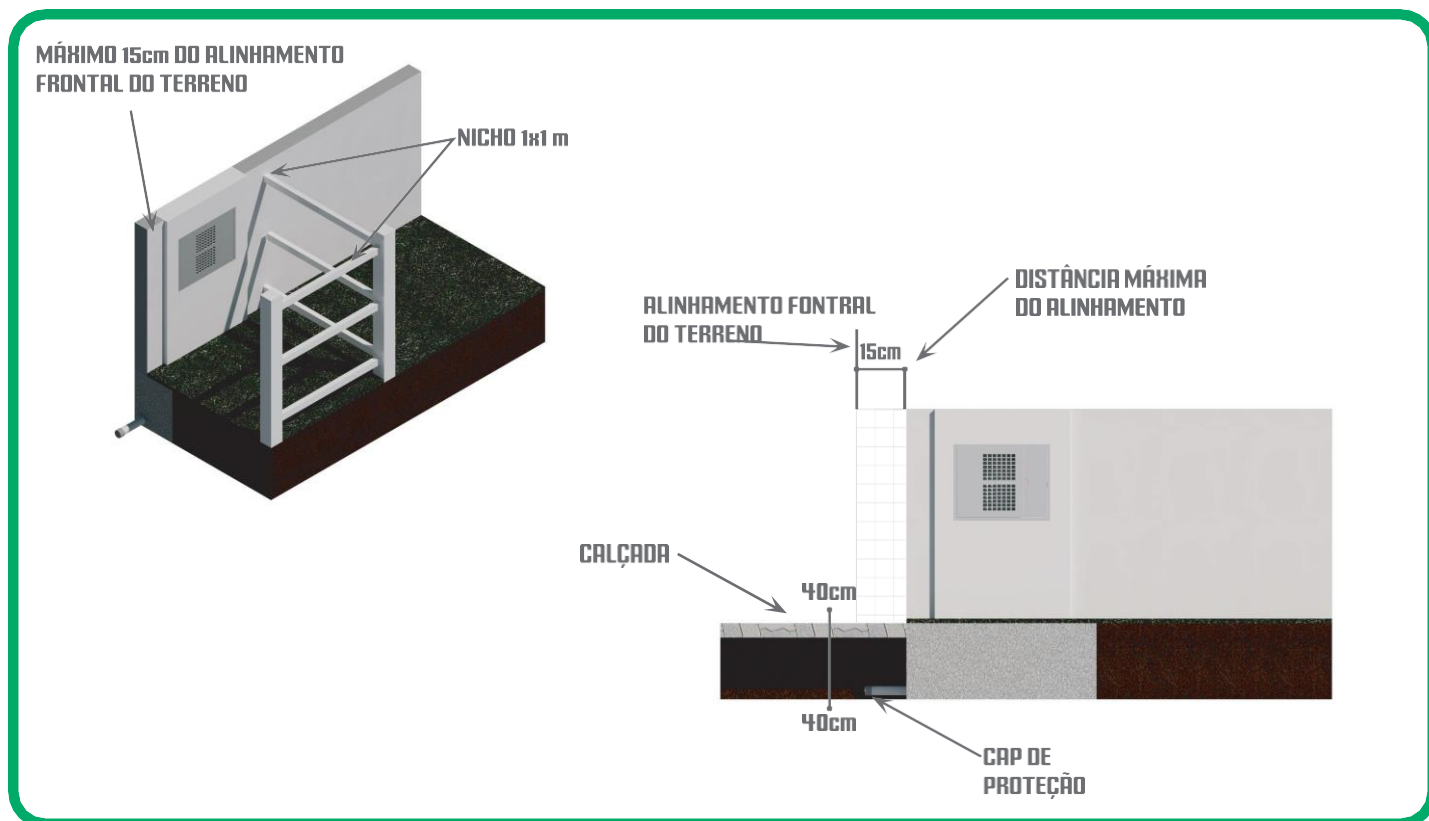 MÁXIMO 15cm DO ALINHAMENTO
FRONTAL DO TERRENO
NICHO 1x1 m
DISTÂNCIA MÁXIMA
DO ALINHAMENTO
ALINHAMENTO FONTRAL
DO TERRENO
15cm
CALÇADA
40cm
40cm
CAP DE
PROTEÇÃO